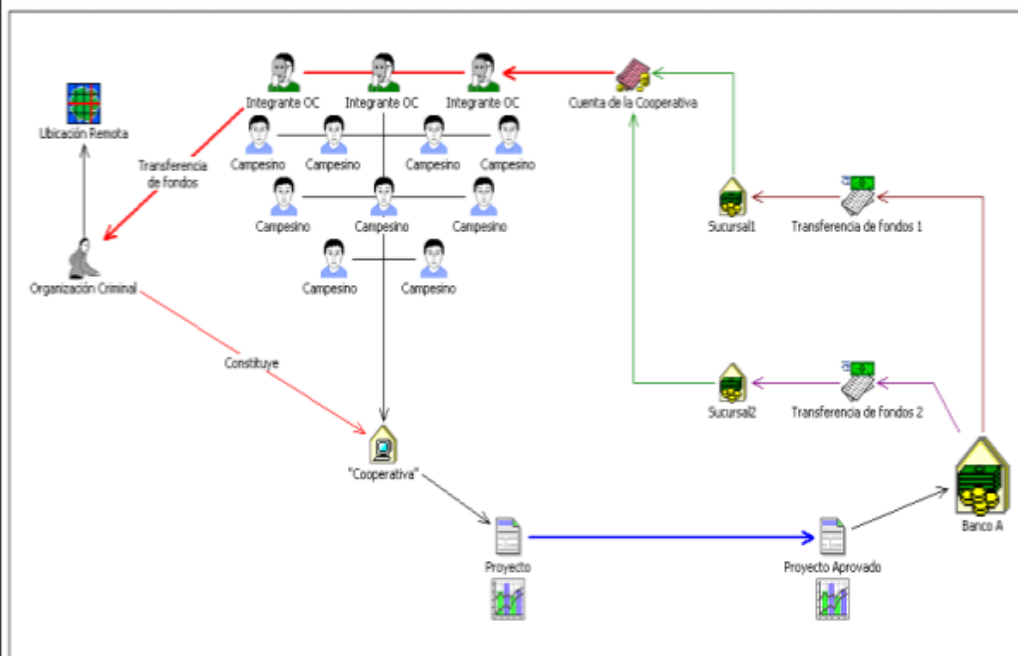 Integrante OC
Integrante OC
Integrante OC
Cuenta de la Cooperativa
Ubicación Remota
Campesino
Campesino
Campesino
Campesino
Transferencia
de fondos
Campesino
Campesino
Campesino
Sucursal1
Transferencia de fondos 1
Organización Criminal
Campesino
Campesino
Constituye
Sucursal2
Transferencia de fondos 2
"Cooperativa"
Banco A
Proyecto
Proyecto Aprovado